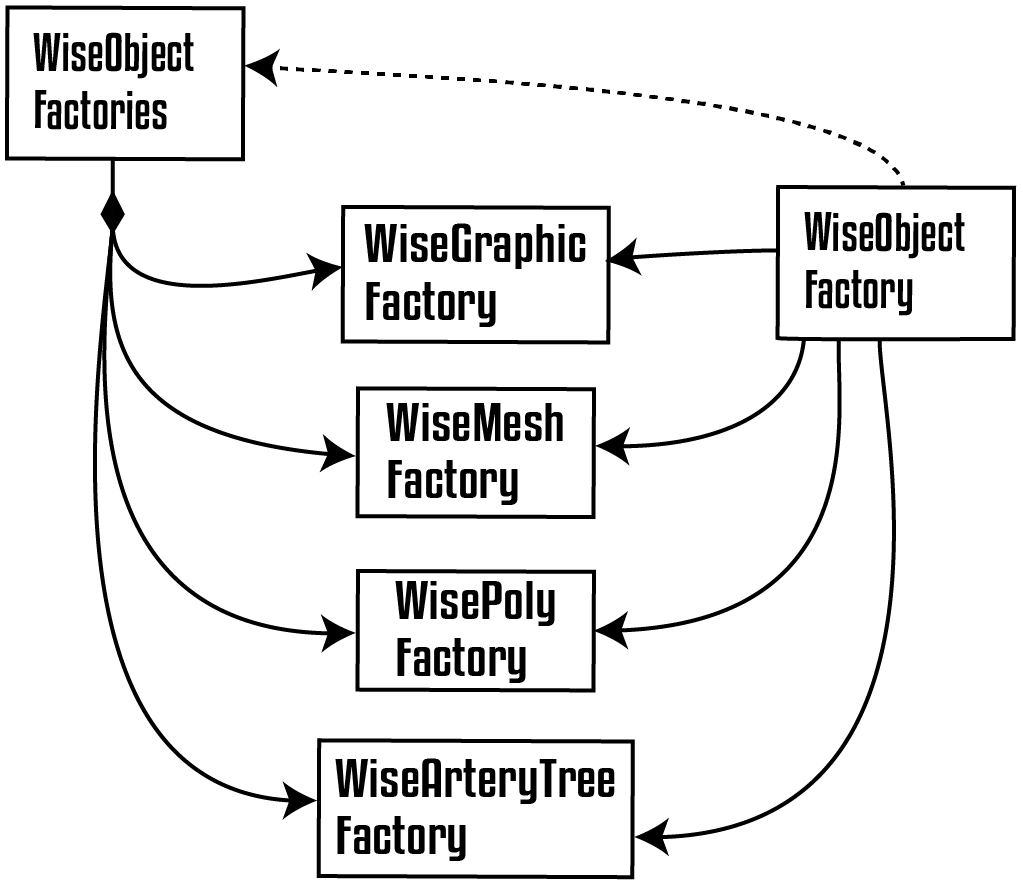 WiseObject
Factories
WiseGraphic
Factory
WiseObject
Factory
WiseMesh
Factory
WisePoly
Factory
WiseArteryTree
Factory